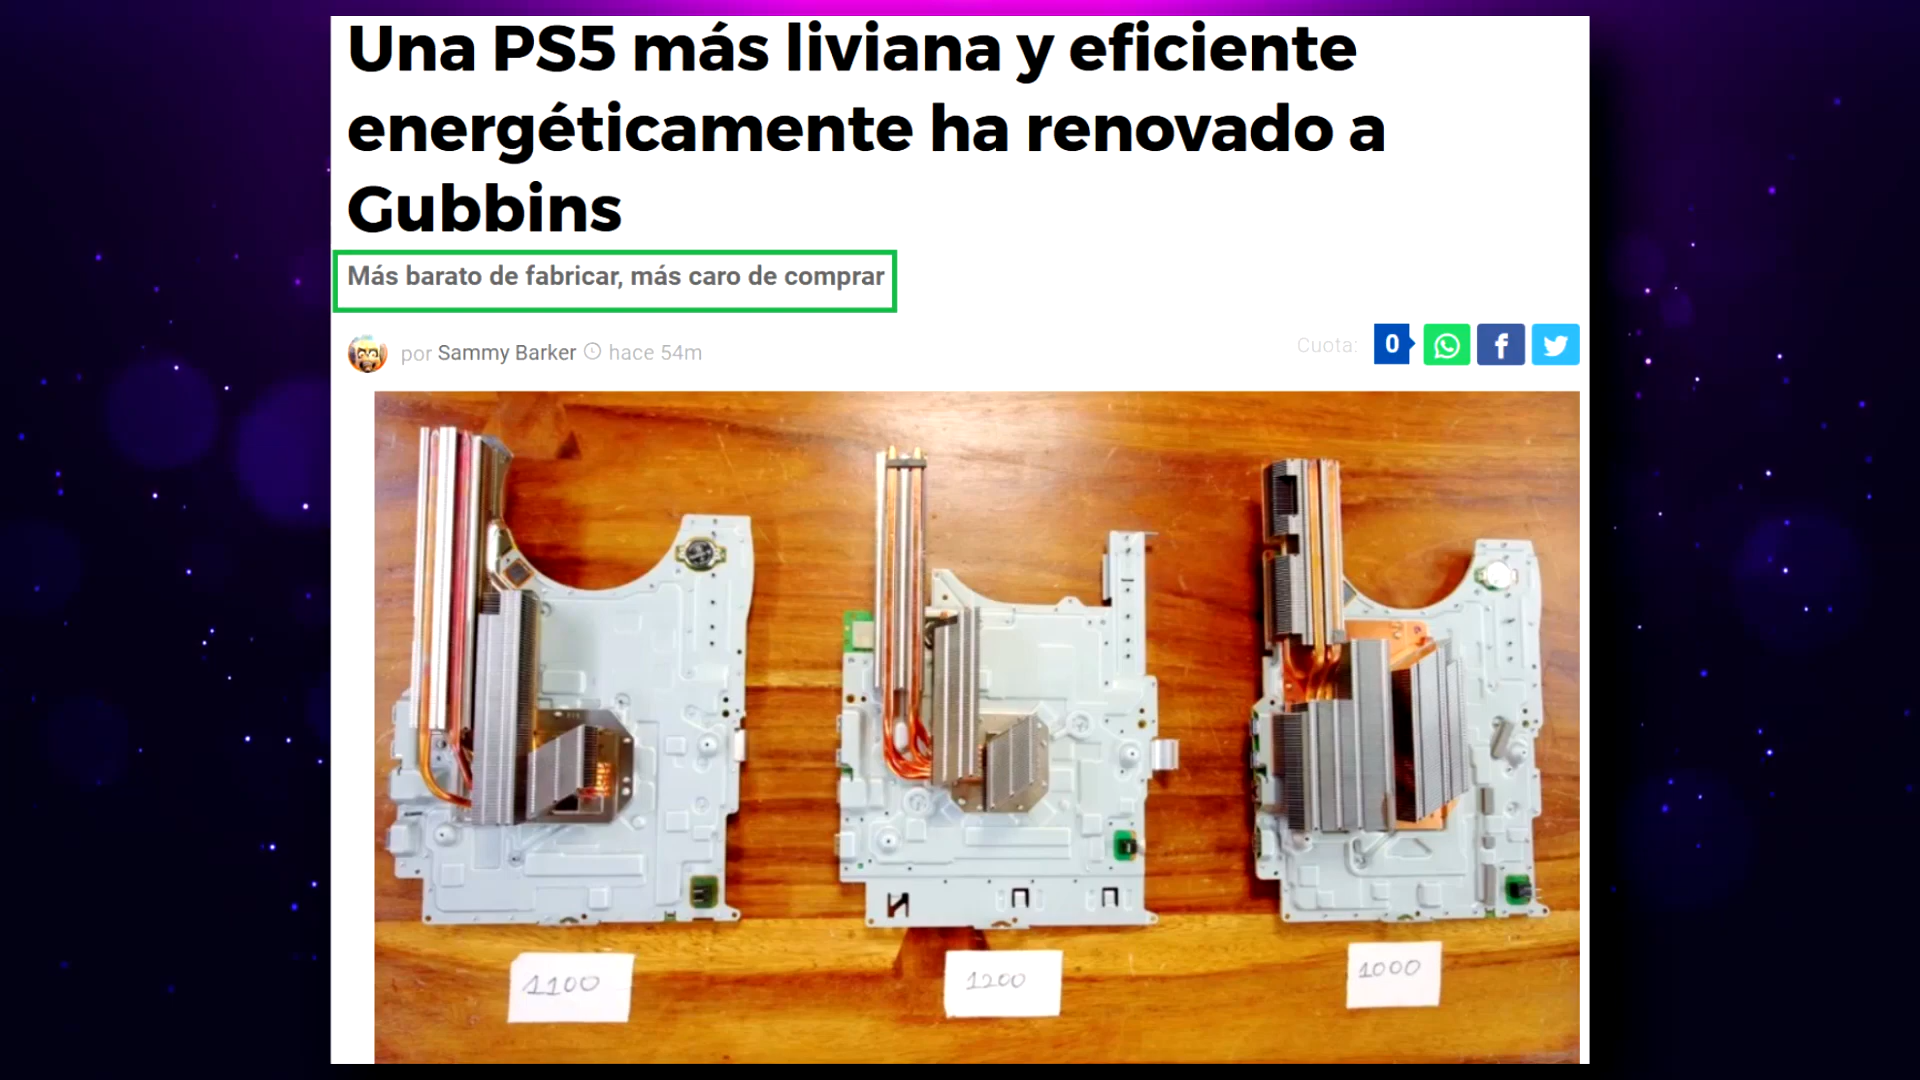 Una PS5 más liviana y eficiente
energéticamente ha renovado a
Gubbins
Más barato de fabricar, más caro de comprar
por Sammy Barker hace 54m
Cuota: 0
1100
1200
1000